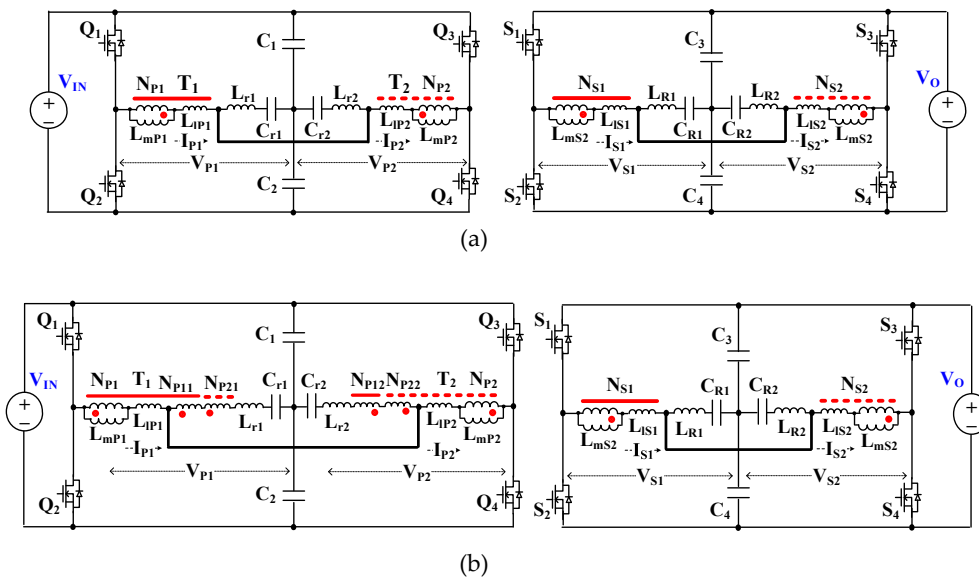 Q1 C1 Q3 S1 C3 S3
VIN NP1 T1 Lr1 Lr2 T2 NP2 NS1 LR1 LR2 NS2 VO
LmP1 LlP1 Cr1 Cr2 LlP2 LmP2 LmS2 LlS1 CR1 CR2 LlS2 LmS2
IP1 IP2 IS1 IS2
VP1 VP2 VS1 VS2
Q2 C2 Q4 S2 C4 S4
(a)
Q1 C1 Q3 S1 C3 S3
VIN NP1 T1 NP11 NP21 Cr1 Cr2 NP12 NP22 T2 NP2 NS1 CR1 CR2 NS2 VO
LmP1 LlP1 Lr1 Lr2 LlP2 LmP2 LmS2 LlS1 LR1 LR2 LlS2 LmS2
IP1 IP2 IS1 IS2
VP1 VP2 VS1 VS2
Q2 C2 Q4 S2 C4 S4
(b)